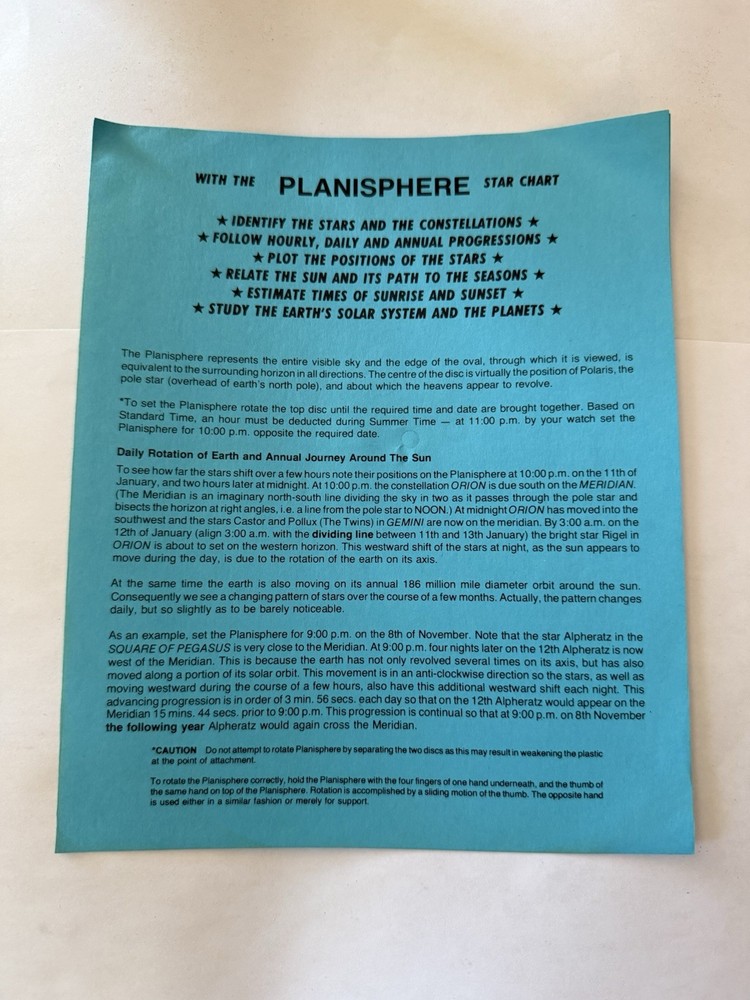 WITH THE PLANISPHERE STAR CHART
★ IDENTIFY THE STARS AND THE CONSTELLATIONS ★
★ FOLLOW HOURLY, DAILY AND ANNUAL PROGRESSIONS ★
★ PLOT THE POSITIONS OF THE STARS ★
★ RELATE THE SUN AND ITS PATH TO THE SEASONS ★
★ ESTIMATE TIMES OF SUNRISE AND SUNSET ★
★ STUDY THE EARTH'S SOLAR SYSTEM AND THE PLANETS ★
The Planisphere represents the entire visible sky and the edge of the oval, through which it is viewed, is
equivalent to the surrounding horizon in all directions. The centre of the disc is virtually the position of Polaris, the
pole star (overhead of earth's north pole), and about which the heavens appear to revolve.
*To set the Planisphere rotate the top disc until the required time and date are brought together. Based on
Standard Time, an hour must be deducted during Summer Time — at 11:00 p.m. by your watch set the
Planisphere for 10:00 p.m. opposite the required date.
Daily Rotation of Earth and Annual Journey Around The Sun
To see how far the stars shift over a few hours note their positions on the Planisphere at 10:00 p.m. on the 11th of
January, and two hours later at midnight. At 10:00 p.m. the constellation ORION is due south on the MERIDIAN.
(The Meridian is an imaginary north-south line dividing the sky in two as it passes through the pole star and
bisects the horizon at right angles, i.e. a line from the pole star to NOON.) At midnight ORION has moved into the
southwest and the stars Castor and Pollux (The Twins) in GEMINI are now on the meridian. By 3:00 a.m. on the
12th of January (align 3:00 a.m. with the dividing line between 11th and 13th January) the bright star Rigel in
ORION is about to set on the western horizon. This westward shift of the stars at night, as the sun appears to
move during the day, is due to the rotation of the earth on its axis.
At the same time the earth is also moving on its annual 186 million mile diameter orbit around the sun.
Consequently we see a changing pattern of stars over the course of a few months. Actually, the pattern changes
daily, but so slightly as to be barely noticeable.
As an example, set the Planisphere for 9:00 p.m. on the 8th of November. Note that the star Alpheratz in the
SQUARE OF PEGASUS is very close to the Meridian. At 9:00 p.m. four nights later on the 12th Alpheratz is now
west of the Meridian. This is because the earth has not only revolved several times on its axis, but has also
moved along a portion of its solar orbit. This movement is in an anti-clockwise direction so the stars, as well as
moving westward during the course of a few hours, also have this additional westward shift each night. This
advancing progression is in order of 3 min. 56 secs. each day so that on the 12th Alpheratz would appear on the
Meridian 15 mins. 44 secs. prior to 9:00 p.m. This progression is continual so that at 9:00 p.m. on 8th November
the following year Alpheratz would again cross the Meridian.
*CAUTION Do not attempt to rotate Planisphere by separating the two discs as this may result in weakening the plastic
at the point of attachment.
To rotate the Planisphere correctly, hold the Planisphere with the four fingers of one hand underneath, and the thumb of
the same hand on top of the Planisphere. Rotation is accomplished by a sliding motion of the thumb. The opposite hand
is used either in a similar fashion or merely for support.